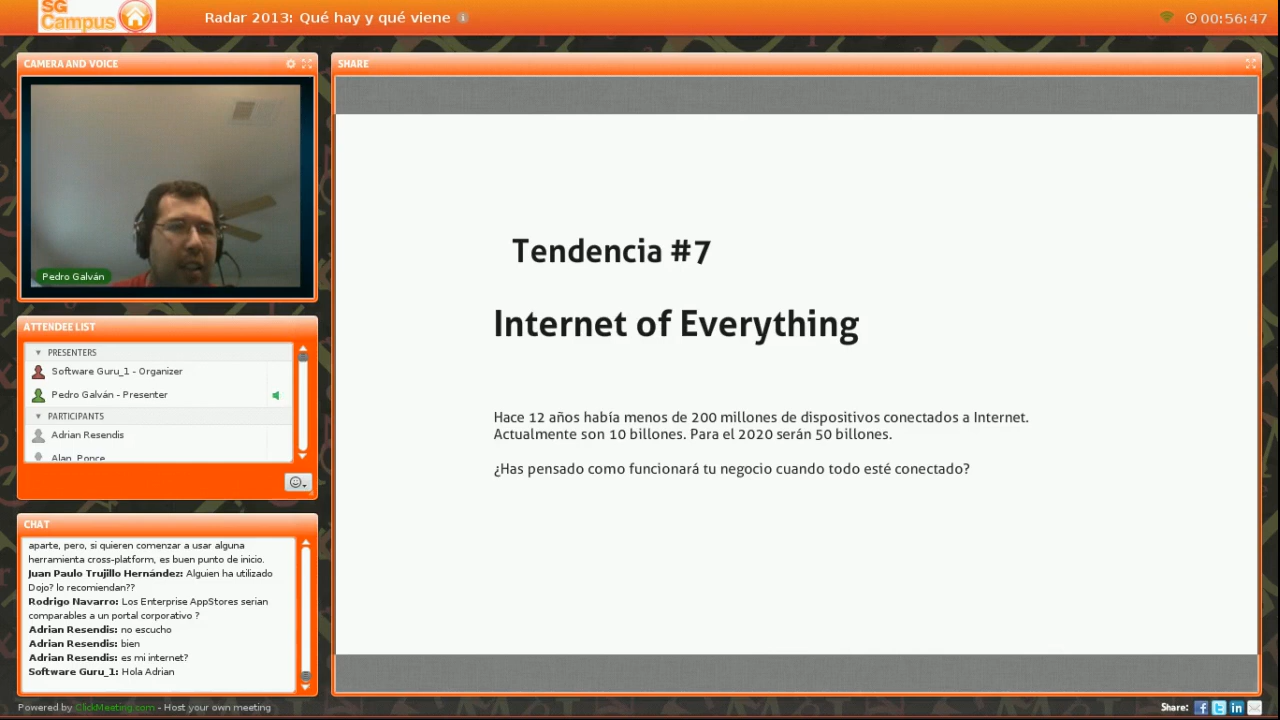 SG
Campus
Radar 2013: Qué hay y qué viene
00:56:47
CAMERA AND VOICE
Pedro Galván
ATTENDEE LIST
PRESENTERS
Software Guru_1 - Organizer
Pedro Galván - Presenter
PARTICIPANTS
Adrian Resendis
Alan Ponce
CHAT
aparte, pero, si quieren comenzar a usar alguna
herramienta cross-platform, es buen punto de inicio.
Juan Paulo Trujillo Hernández: Alguien ha utilizado
Dojo? lo recomiendan??
Rodrigo Navarro: Los Enterprise AppStores serian
comparables a un portal corporativo ?
Adrian Resendis: no escucho
Adrian Resendis: bien
Adrian Resendis: es mi internet?
Software Guru_1: Hola Adrian
SHARE
Tendencia #7
Internet of Everything
Hace 12 años había menos de 200 millones de dispositivos conectados a Internet.
Actualmente son 10 billones. Para el 2020 serán 50 billones.
¿Has pensado como funcionará tu negocio cuando todo esté conectado?
Powered by ClickMeeting.com - Host your own meeting
Share: